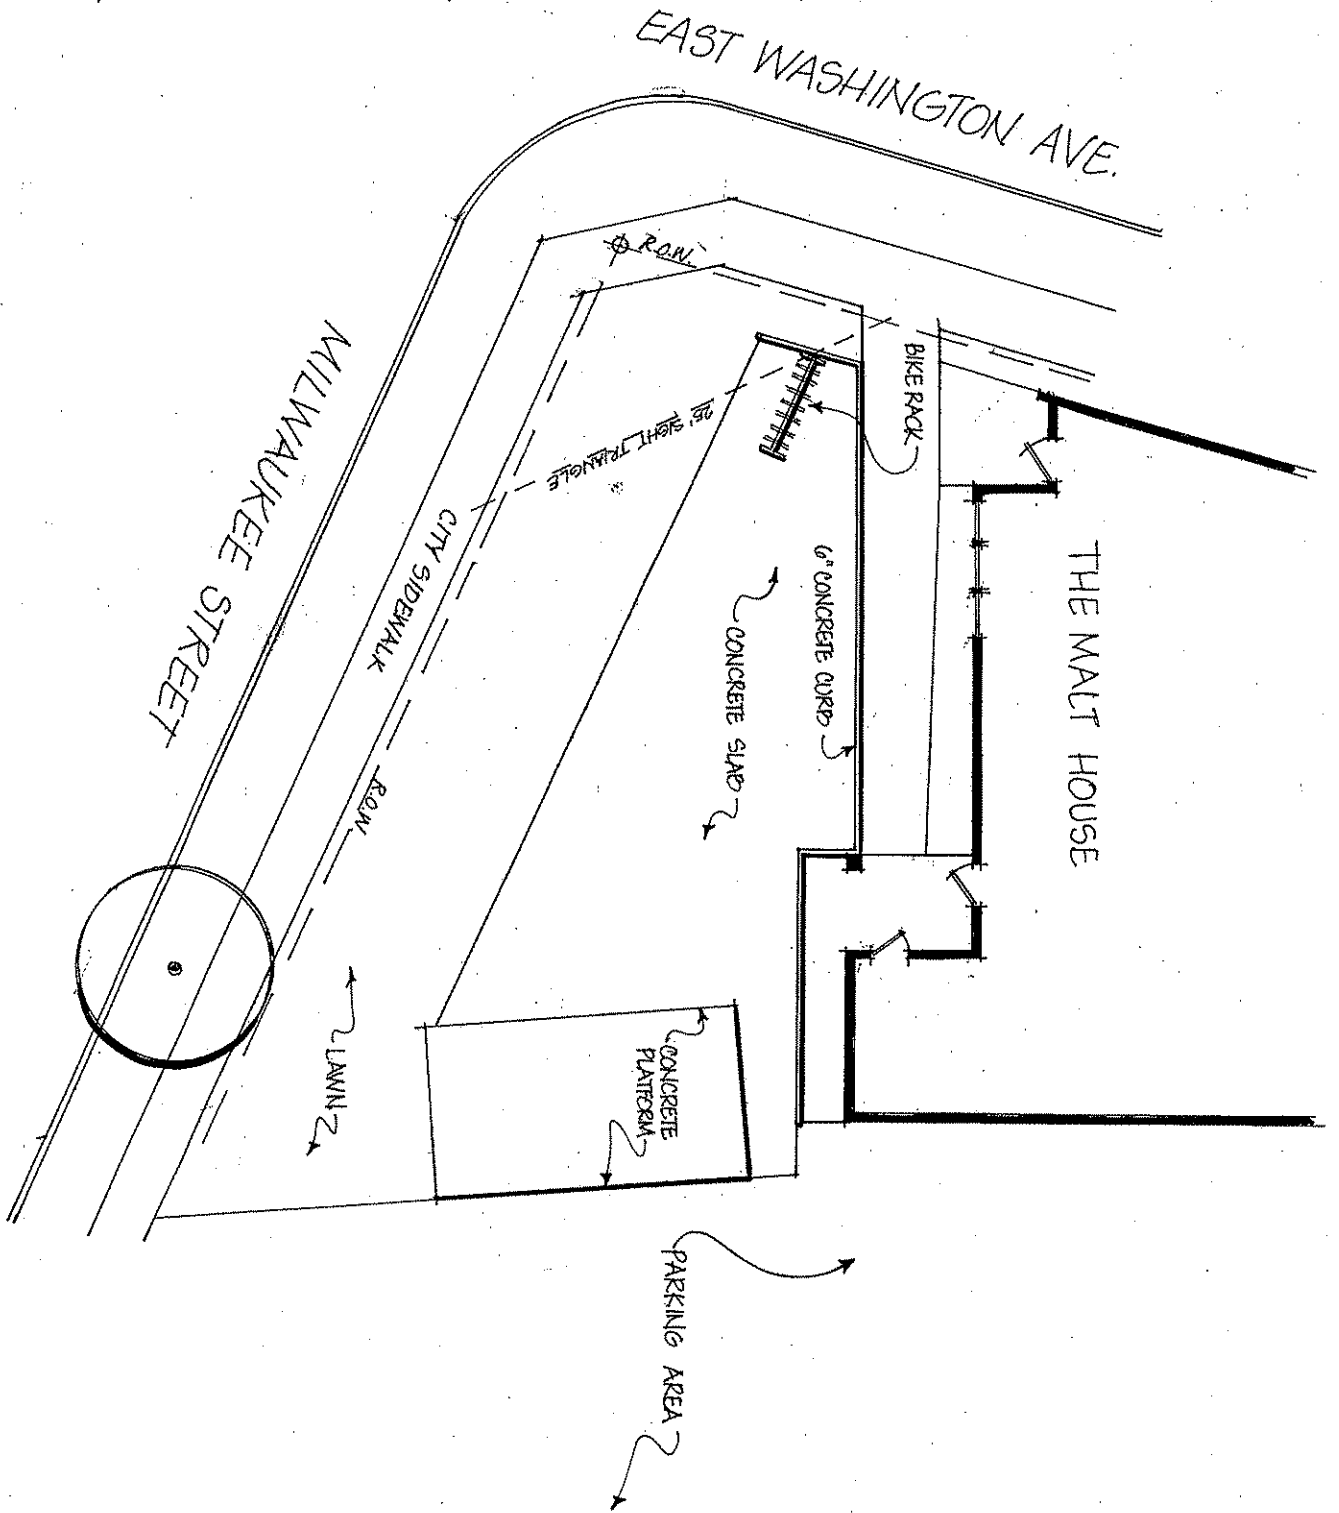 EAST WASHINGTON AVE.
R.O.W.
MILWAUKEE STREET
BIKE RACK
25' SIGHT TRIANGLE
CITY SIDEWALK
6" CONCRETE CURB
THE MALT HOUSE
CONCRETE SLAB
R.O.W.
LAWN
CONCRETE
PLATFORM
PARKING AREA